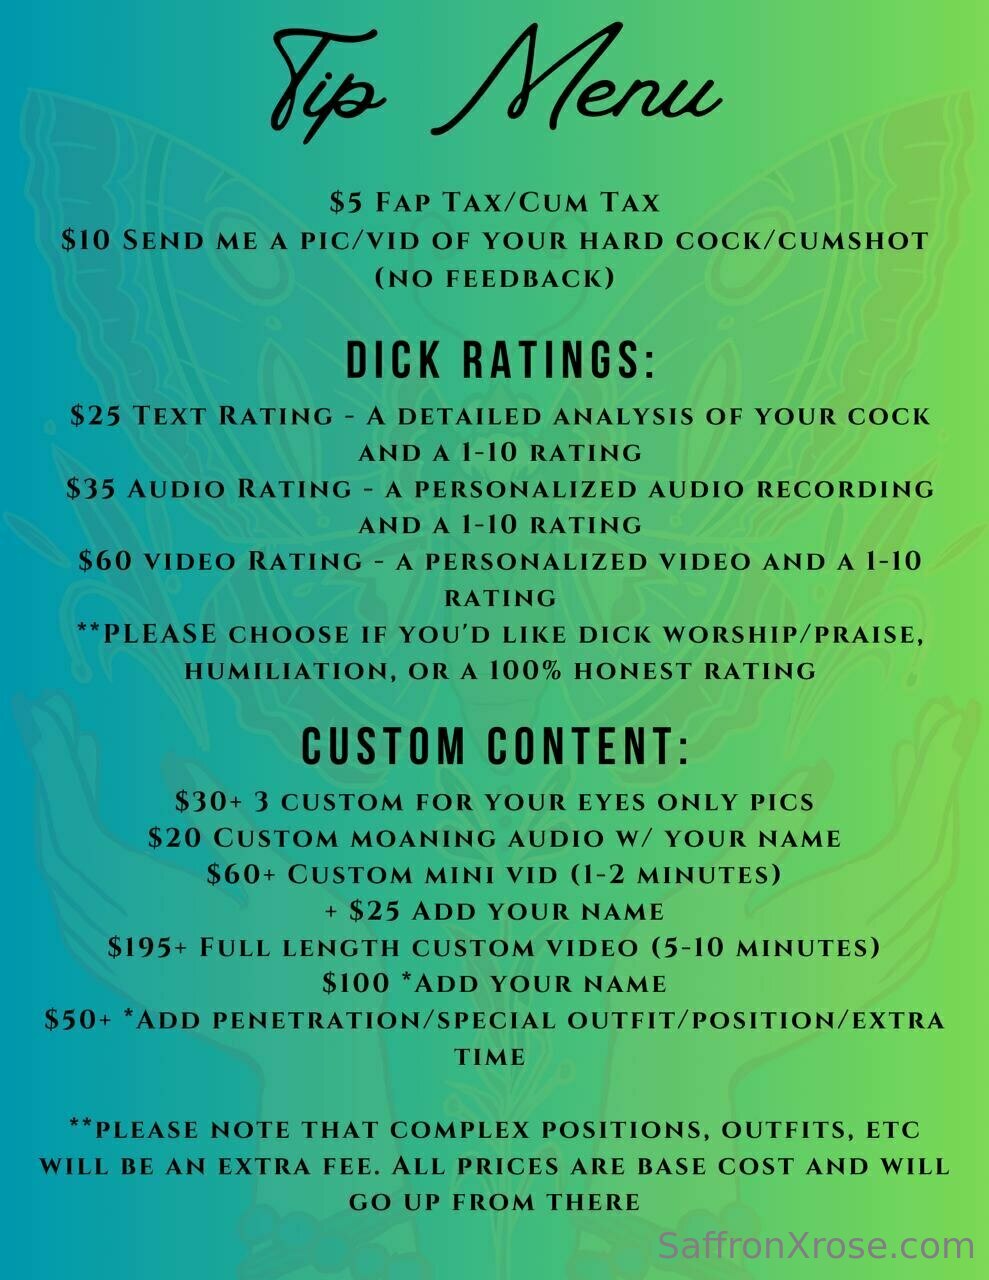 Tip Menu
$5 Fap Tax/Cum Tax
$10 Send me a pic/vid of your hard cock/cumshot
(no feedback)
DICK RATINGS:
$25 Text Rating - A detailed analysis of your cock
and a 1-10 rating
$35 Audio Rating - a personalized audio recording
and a 1-10 rating
$60 video Rating - a personalized video and a 1-10
rating
**PLEASE choose if you'd like dick worship/praise,
humiliation, or a 100% honest rating
CUSTOM CONTENT:
$30+ 3 custom for your eyes only pics
$20 Custom moaning audio w/ your name
$60+ Custom mini vid (1-2 minutes)
+ $25 Add your name
$195+ Full length custom video (5-10 minutes)
$100 *Add your name
$50+ *Add penetration/special outfit/position/extra
time
**please note that complex positions, outfits, etc
will be an extra fee. All prices are base cost and will
go up from there
SaffronXrose.com